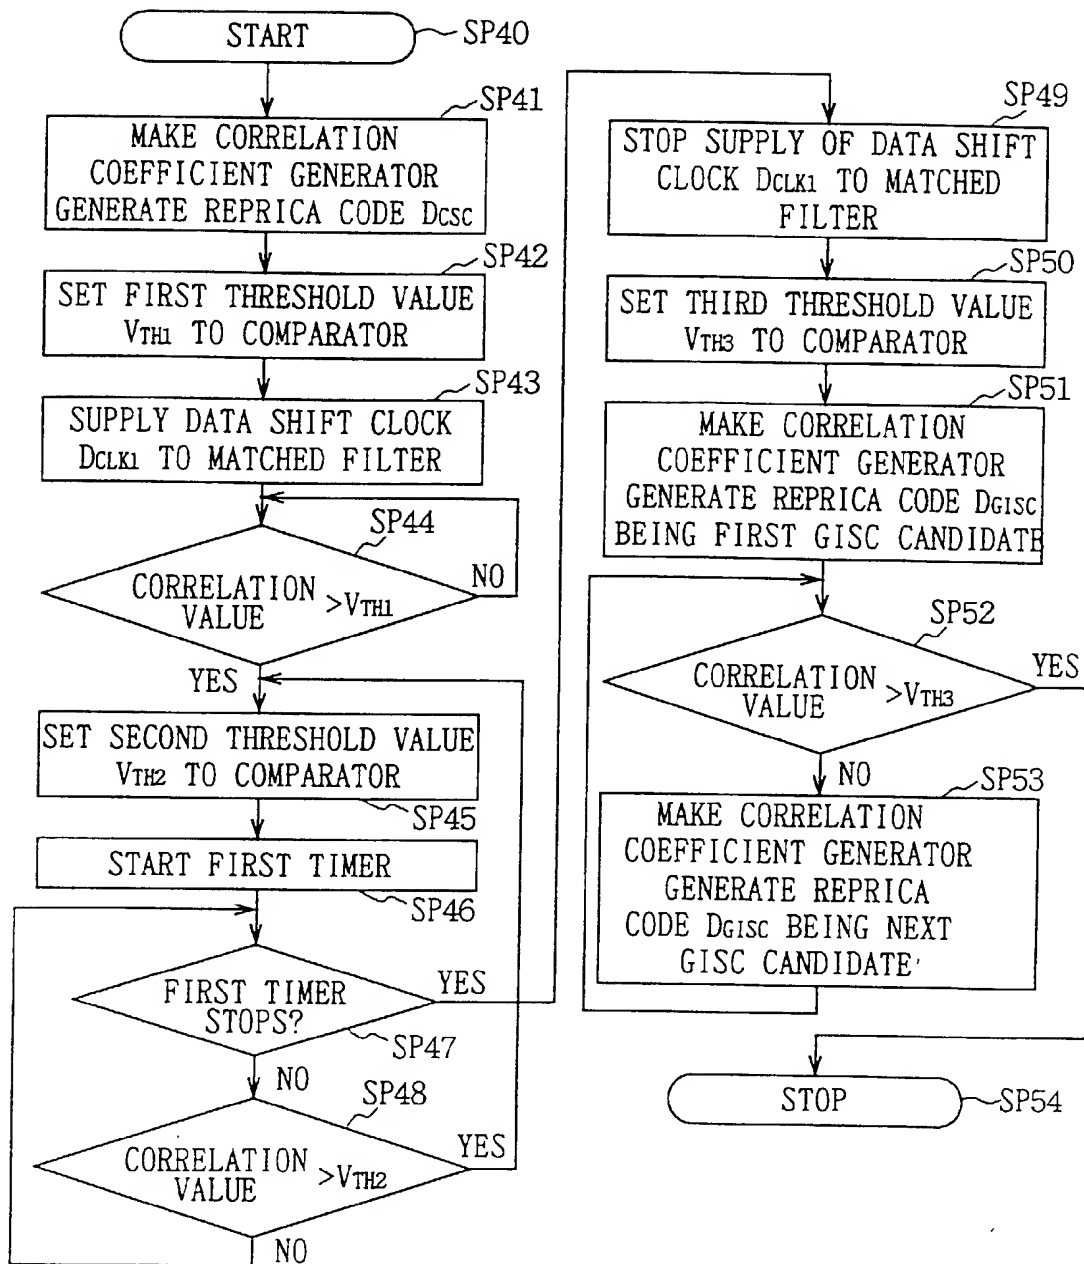 START
SP40
SP41
MAKE CORRELATION
COEFFICIENT GENERATOR
GENERATE REPRICA CODE DCSC
SP42
SET FIRST THRESHOLD VALUE
VTH1 TO COMPARATOR
SP43
SUPPLY DATA SHIFT CLOCK
DCLK1 TO MATCHED FILTER
SP44
CORRELATION
VALUE >VTH1
NO
YES
SET SECOND THRESHOLD VALUE
VTH2 TO COMPARATOR
SP45
START FIRST TIMER
SP46
FIRST TIMER
STOPS?
YES
SP47
NO
SP48
CORRELATION
VALUE >VTH2
YES
NO
SP49
STOP SUPPLY OF DATA SHIFT
CLOCK DCLK1 TO MATCHED
FILTER
SP50
SET THIRD THRESHOLD VALUE
VTH3 TO COMPARATOR
SP51
MAKE CORRELATION
COEFFICIENT GENERATOR
GENERATE REPRICA CODE DGISC
BEING FIRST GISC CANDIDATE
SP52
CORRELATION
VALUE >VTH3
YES
NO
SP53
MAKE CORRELATION
COEFFICIENT GENERATOR
GENERATE REPRICA
CODE DGISC BEING NEXT
GISC CANDIDATE
STOP
SP54